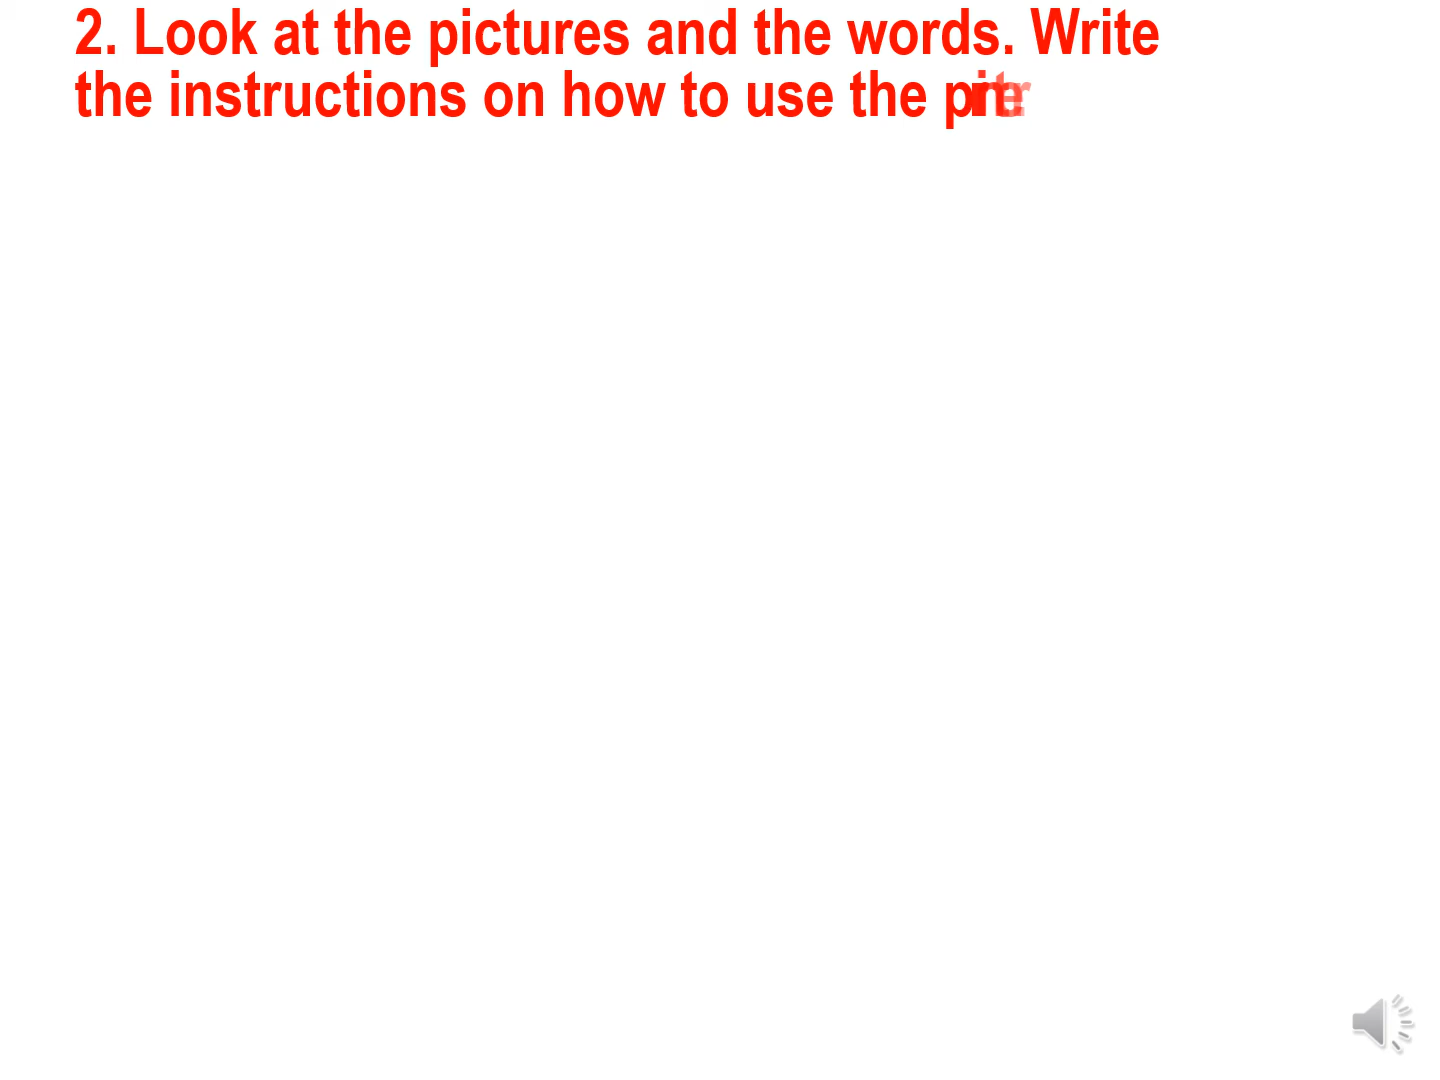 2. Look at the pictures and the words. Write
the instructions on how to use the